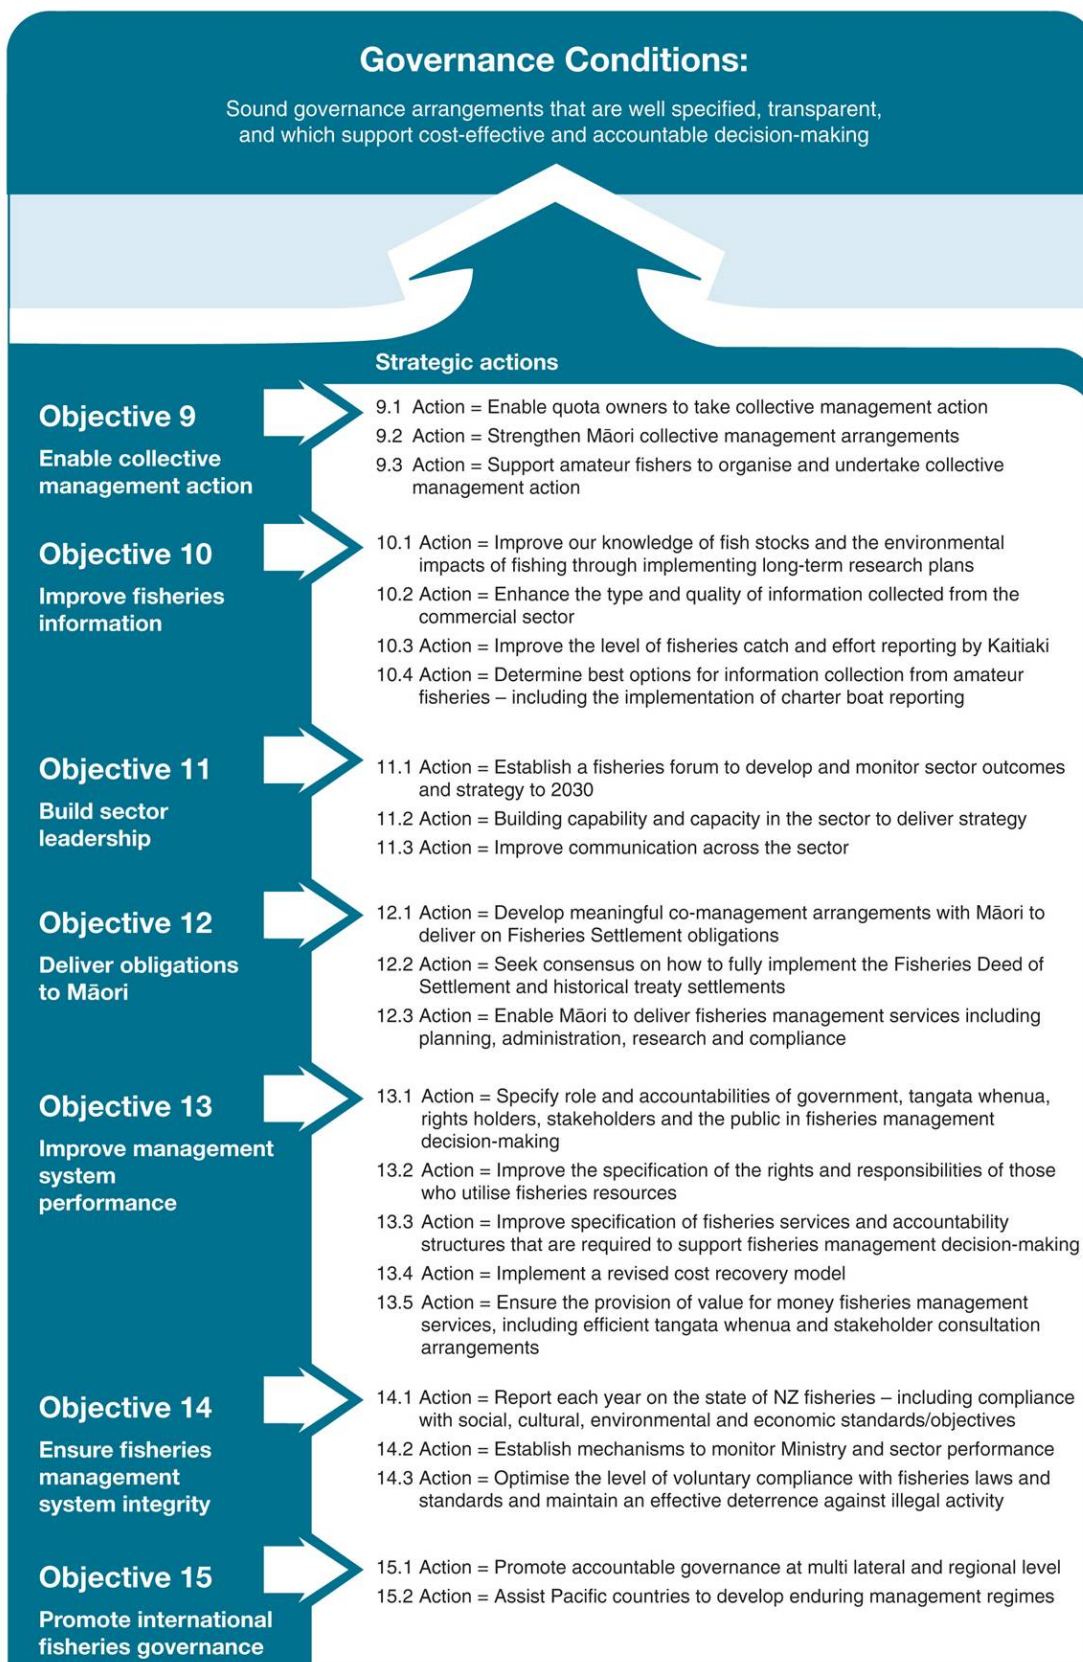 Governance Conditions:
Sound governance arrangements that are well specified, transparent,
and which support cost-effective and accountable decision-making
Strategic actions
Objective 9
Enable collective
management action
9.1 Action = Enable quota owners to take collective management action
9.2 Action = Strengthen Māori collective management arrangements
9.3 Action = Support amateur fishers to organise and undertake collective
management action
Objective 10
Improve fisheries
information
10.1 Action = Improve our knowledge of fish stocks and the environmental
impacts of fishing through implementing long-term research plans
10.2 Action = Enhance the type and quality of information collected from the
commercial sector
10.3 Action = Improve the level of fisheries catch and effort reporting by Kaitiaki
10.4 Action = Determine best options for information collection from amateur
fisheries – including the implementation of charter boat reporting
Objective 11
Build sector
leadership
11.1 Action = Establish a fisheries forum to develop and monitor sector outcomes
and strategy to 2030
11.2 Action = Building capability and capacity in the sector to deliver strategy
11.3 Action = Improve communication across the sector
Objective 12
Deliver obligations
to Māori
12.1 Action = Develop meaningful co-management arrangements with Māori to
deliver on Fisheries Settlement obligations
12.2 Action = Seek consensus on how to fully implement the Fisheries Deed of
Settlement and historical treaty settlements
12.3 Action = Enable Māori to deliver fisheries management services including
planning, administration, research and compliance
Objective 13
Improve management
system
performance
13.1 Action = Specify role and accountabilities of government, tangata whenua,
rights holders, stakeholders and the public in fisheries management
decision-making
13.2 Action = Improve the specification of the rights and responsibilities of those
who utilise fisheries resources
13.3 Action = Improve specification of fisheries services and accountability
structures that are required to support fisheries management decision-making
13.4 Action = Implement a revised cost recovery model
13.5 Action = Ensure the provision of value for money fisheries management
services, including efficient tangata whenua and stakeholder consultation
arrangements
Objective 14
Ensure fisheries
management
system integrity
14.1 Action = Report each year on the state of NZ fisheries – including compliance
with social, cultural, environmental and economic standards/objectives
14.2 Action = Establish mechanisms to monitor Ministry and sector performance
14.3 Action = Optimise the level of voluntary compliance with fisheries laws and
standards and maintain an effective deterrence against illegal activity
Objective 15
Promote international
fisheries governance
15.1 Action = Promote accountable governance at multi lateral and regional level
15.2 Action = Assist Pacific countries to develop enduring management regimes